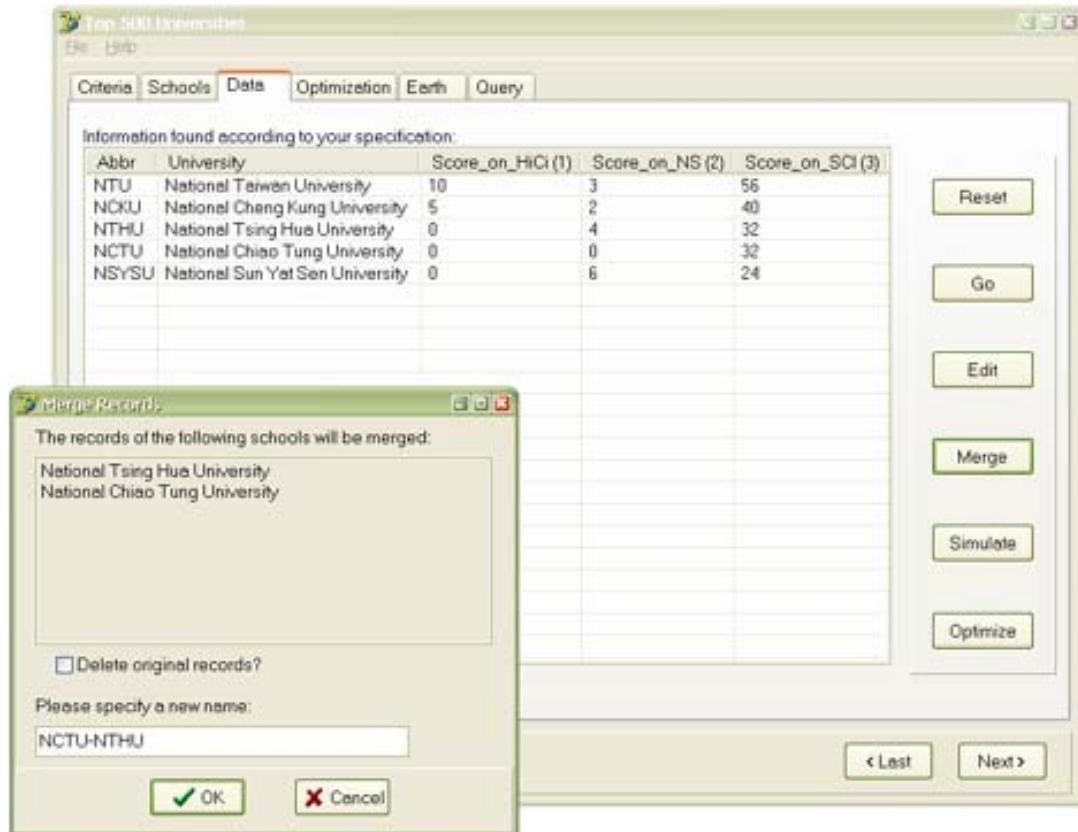 Top 500 Universities
File Help
Criteria Schools Data Optimization Earth Query
Information found according to your specification:
Abbr University Score_on_HiCi (1) Score_on_NS (2) Score_on_SCI (3)
NTU National Taiwan University 10 3 56
NCKU National Cheng Kung University 5 2 40
NTHU National Tsing Hua University 0 4 32
NCTU National Chiao Tung University 0 0 32
NSYSU National Sun Yat Sen University 0 6 24
Reset
Go
Edit
Merge
Simulate
Optimize
< Last Next >
Merge Records
The records of the following schools will be merged:
National Tsing Hua University
National Chiao Tung University
Delete original records?
Please specify a new name:
NCTU-NTHU
OK Cancel